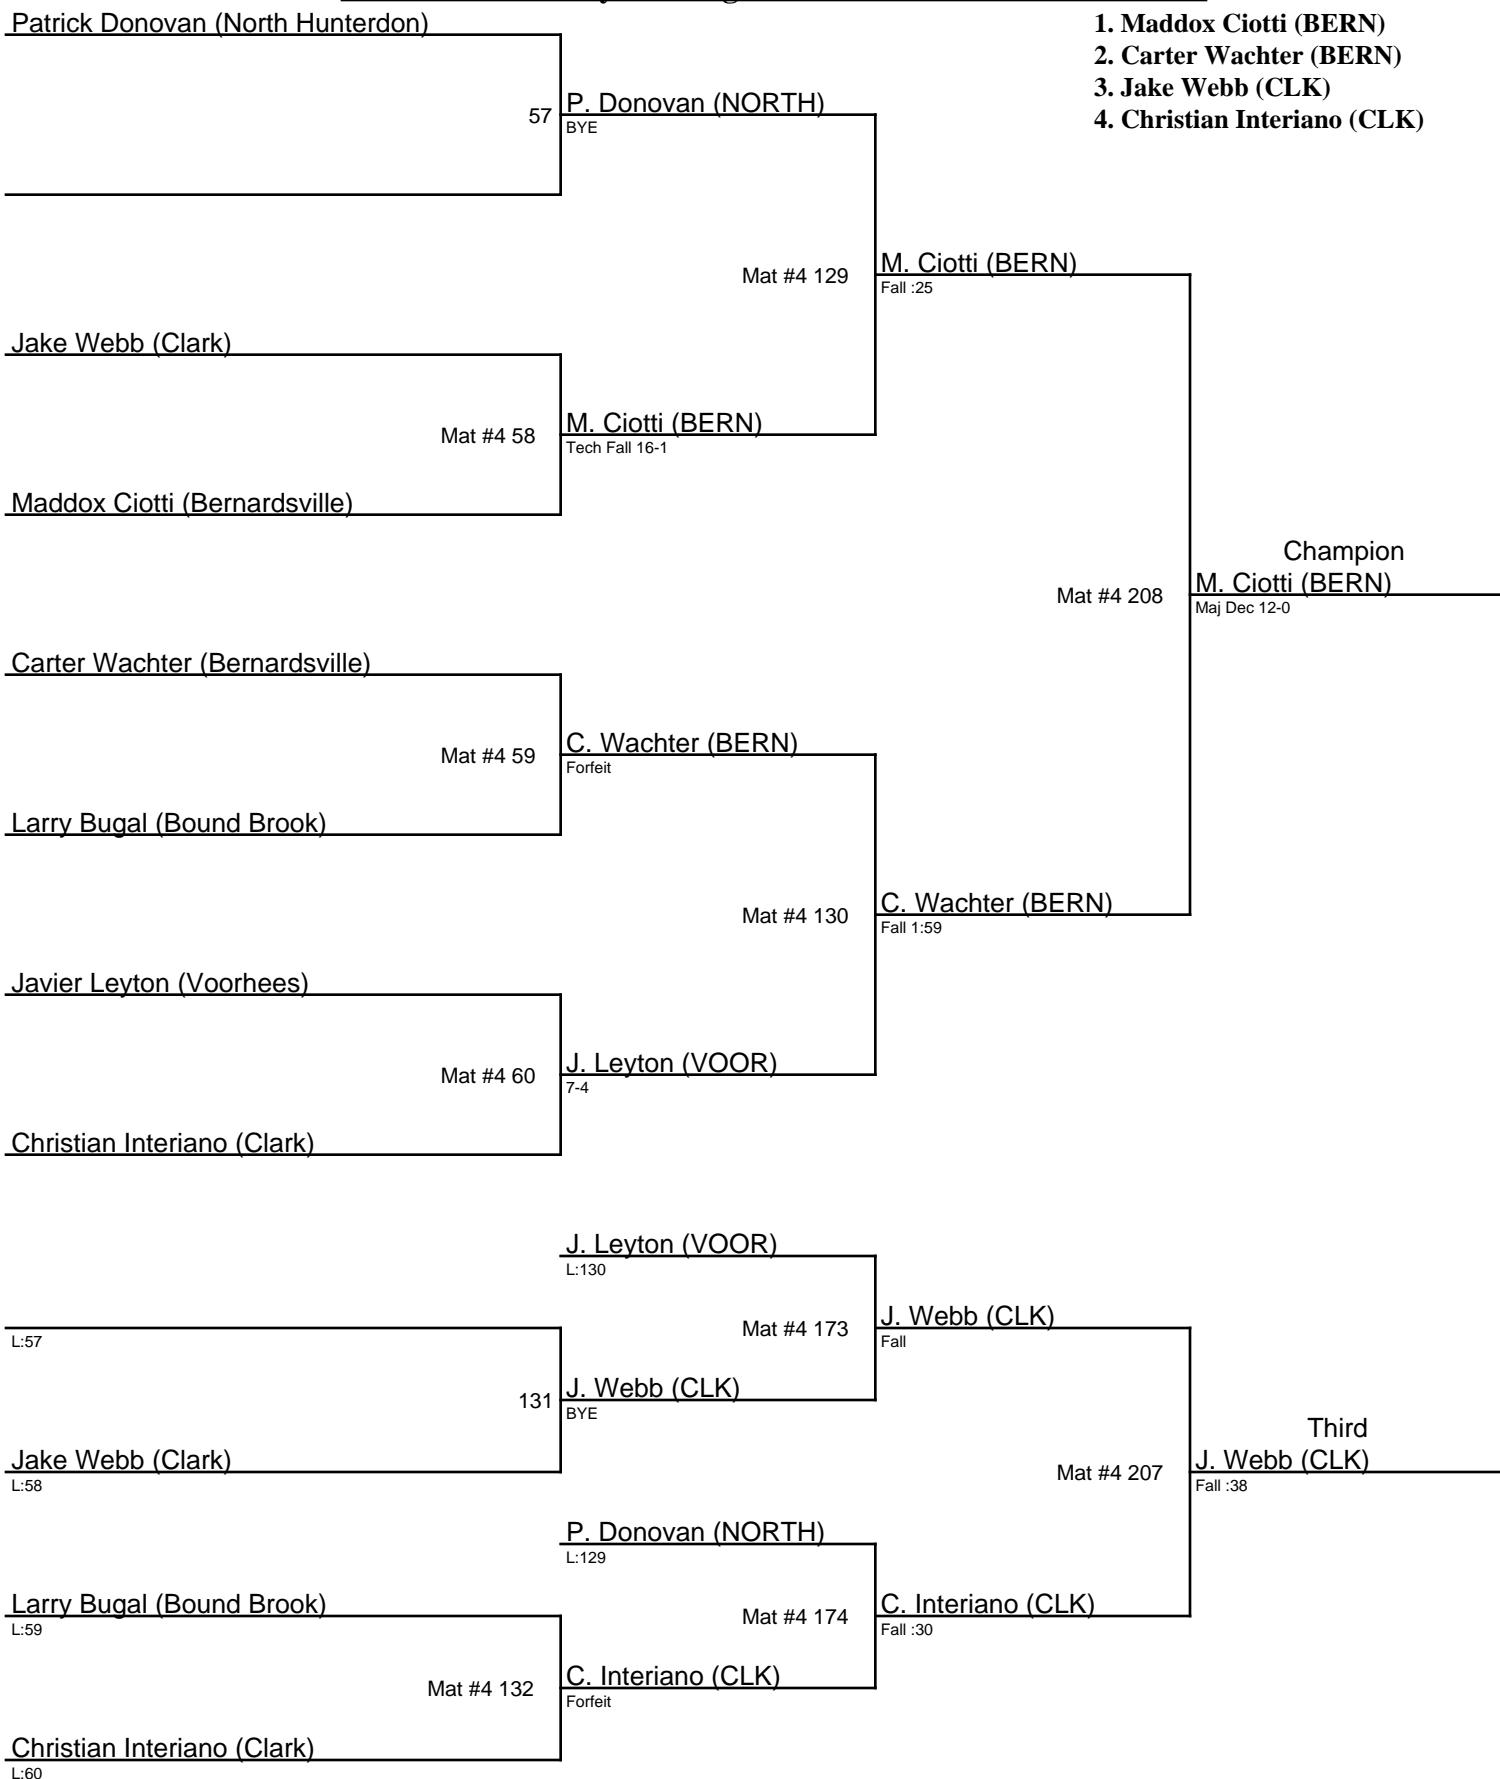 Patrick Donovan (North Hunterdon)
1. Maddox Ciotti (BERN)
2. Carter Wachter (BERN)
3. Jake Webb (CLK)
4. Christian Interiano (CLK)
57
P. Donovan (NORTH)
BYE
Mat #4 129
M. Ciotti (BERN)
Fall :25
Jake Webb (Clark)
Mat #4 58
M. Ciotti (BERN)
Tech Fall 16-1
Maddox Ciotti (Bernardsville)
Champion
Mat #4 208
M. Ciotti (BERN)
Maj Dec 12-0
Carter Wachter (Bernardsville)
Mat #4 59
C. Wachter (BERN)
Forfeit
Larry Bugal (Bound Brook)
Mat #4 130
C. Wachter (BERN)
Fall 1:59
Javier Leyton (Voorhees)
Mat #4 60
J. Leyton (VOOR)
7-4
Christian Interiano (Clark)
J. Leyton (VOOR)
L:130
L:57
Mat #4 173
J. Webb (CLK)
Fall
131
J. Webb (CLK)
BYE
Jake Webb (Clark)
L:58
Third
Mat #4 207
J. Webb (CLK)
Fall :38
P. Donovan (NORTH)
L:129
Larry Bugal (Bound Brook)
L:59
Mat #4 174
C. Interiano (CLK)
Fall :30
Mat #4 132
C. Interiano (CLK)
Forfeit
Christian Interiano (Clark)
L:60